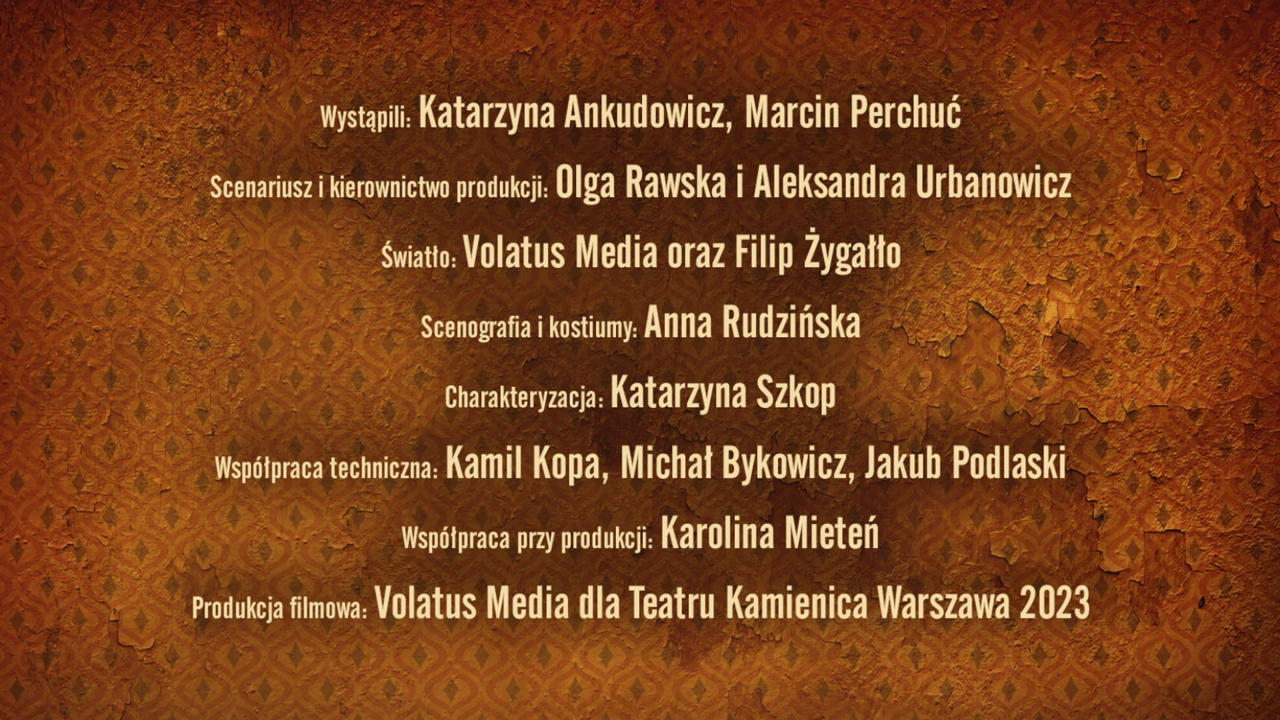 Wystąpili: Katarzyna Ankudowicz, Marcin Perchuć
Scenariusz i kierownictwo produkcji: Olga Rawska i Aleksandra Urbanowicz
Światło: Volatus Media oraz Filip Żygałło
Scenografia i kostiumy: Anna Rudzińska
Charakteryzacja: Katarzyna Szkop
Współpraca techniczna: Kamil Kopa, Michał Bykowicz, Jakub Podlaski
Współpraca przy produkcji: Karolina Mieteń
Produkcja filmowa: Volatus Media dla Teatru Kamienica Warszawa 2023